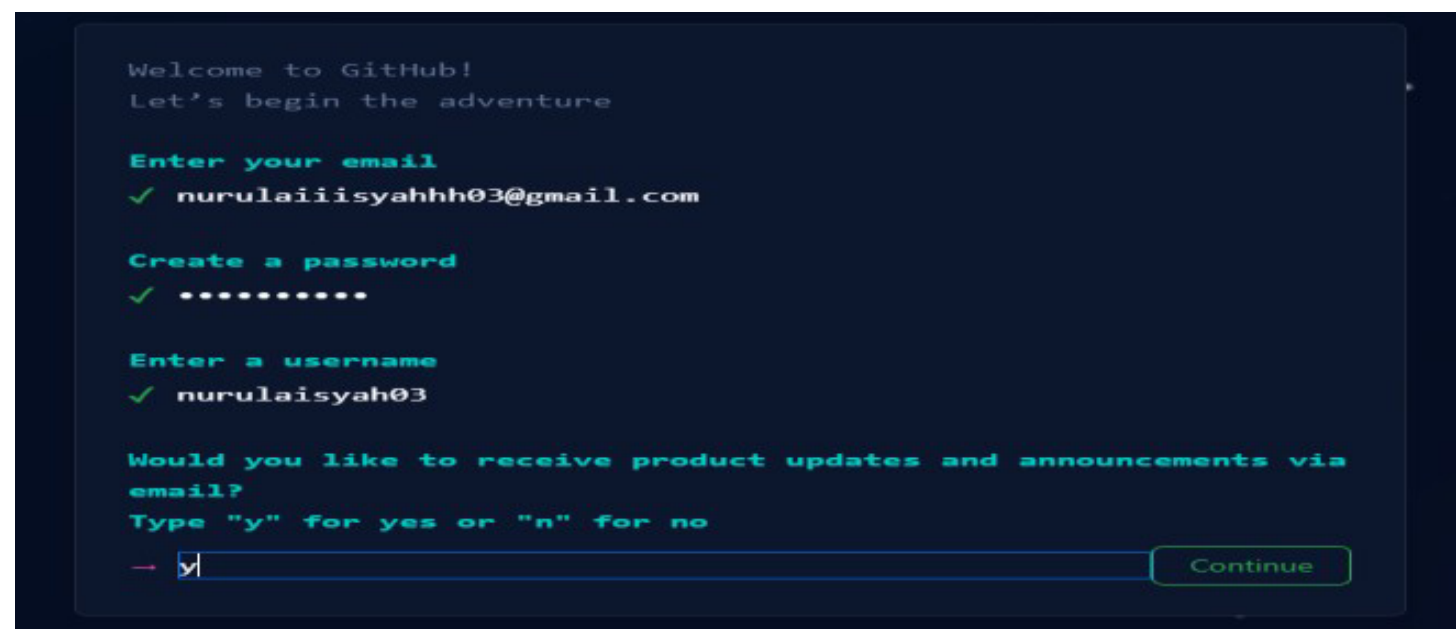 Welcome to GitHub!
Let's begin the adventure
Enter your email
✓ nurulaiiisyahhh03@gmail.com
Create a password
✓ ••••••••••
Enter a username
✓ nurulaisyah03
Would you like to receive product updates and announcements via
email?
Type "y" for yes or "n" for no
→ y Continue